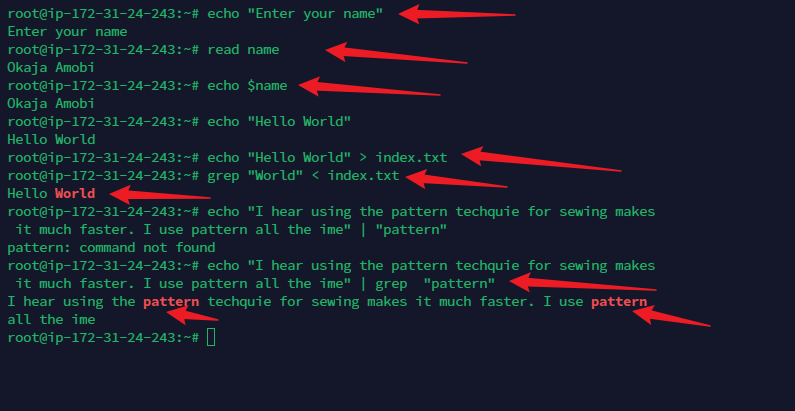 root@ip-172-31-24-243:~# echo "Enter your name"
Enter your name
root@ip-172-31-24-243:~# read name
Okaja Amobi
root@ip-172-31-24-243:~# echo $name
Okaja Amobi
root@ip-172-31-24-243:~# echo "Hello World"
Hello World
root@ip-172-31-24-243:~# echo "Hello World" > index.txt
root@ip-172-31-24-243:~# grep "World" < index.txt
Hello World
root@ip-172-31-24-243:~# echo "I hear using the pattern techquie for sewing makes
 it much faster. I use pattern all the ime" | "pattern"
pattern: command not found
root@ip-172-31-24-243:~# echo "I hear using the pattern techquie for sewing makes
 it much faster. I use pattern all the ime" | grep  "pattern"
I hear using the pattern techquie for sewing makes it much faster. I use pattern
all the ime
root@ip-172-31-24-243:~#